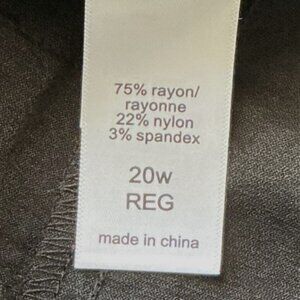 75% rayon/
rayonne
22% nylon
3% spandex
20w
REG
made in china